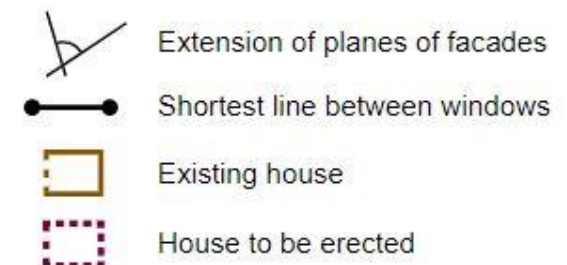 Extension of planes of facades
Shortest line between windows
Existing house
House to be erected